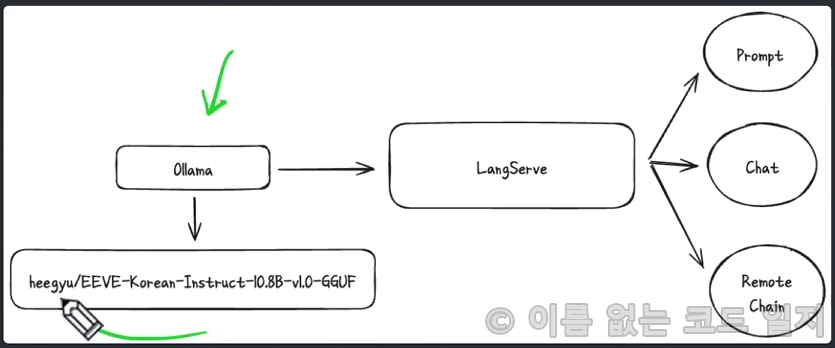 Prompt
Ollama
LangServe
Chat
heegyu/EEVE-Korean-Instruct-10.8B-v1.0-GGUF
Remote
Chain
© 이름 없는 코드 일지